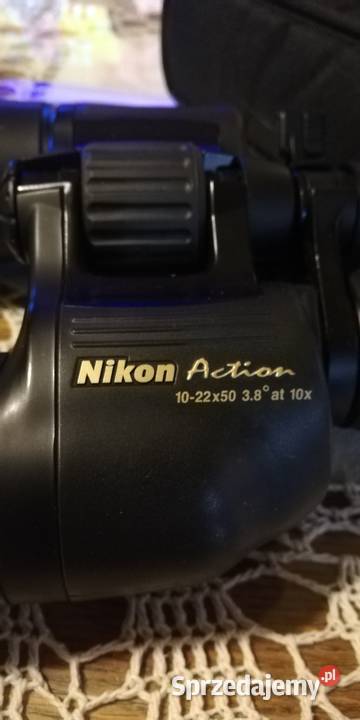 Nikon Action
10-22x50 3.8° at 10x
Sprzedajemy.pl